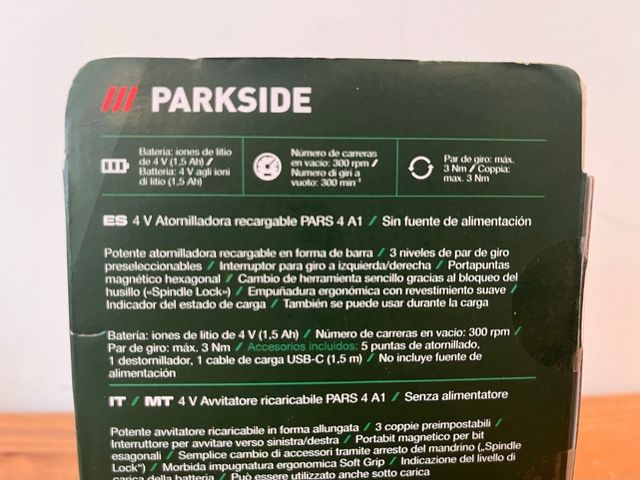 /// PARKSIDE
Batería: iones de litio
de 4 V (1,5 Ah) /
Batteria: 4 V agli ioni
di litio (1,5 Ah)
Número de carreras
en vacío: 300 rpm /
Numero di giri a
vuoto: 300 min⁻¹
Par de giro: máx.
3 Nm / Coppia:
max. 3 Nm
ES 4 V Atornilladora recargable PARS 4 A1 / Sin fuente de alimentación
Potente atornilladora recargable en forma de barra / 3 niveles de par de giro
preseleccionables / Interruptor para giro a izquierda/derecha / Portapuntas
magnético hexagonal / Cambio de herramienta sencillo gracias al bloqueo del
husillo («Spindle Lock») / Empuñadura ergonómica con revestimiento suave /
Indicador del estado de carga / También se puede usar durante la carga
Batería: iones de litio de 4 V (1,5 Ah) / Número de carreras en vacío: 300 rpm /
Par de giro: máx. 3 Nm / Accesorios incluidos: 5 puntas de atornillado,
1 destornillador, 1 cable de carga USB-C (1,5 m) / No incluye fuente de
alimentación
IT / MT 4 V Avvitatore ricaricabile PARS 4 A1 / Senza alimentatore
Potente avvitatore ricaricabile in forma allungata / 3 coppie preimpostabili /
Interruttore per avvitare verso sinistra/destra / Portabit magnetico per bit
esagonali / Semplice cambio di accessori tramite arresto del mandrino („Spindle
Lock“) / Morbida impugnatura ergonomica Soft Grip / Indicazione del livello di
carica della batteria / Può essere utilizzato anche sotto carica